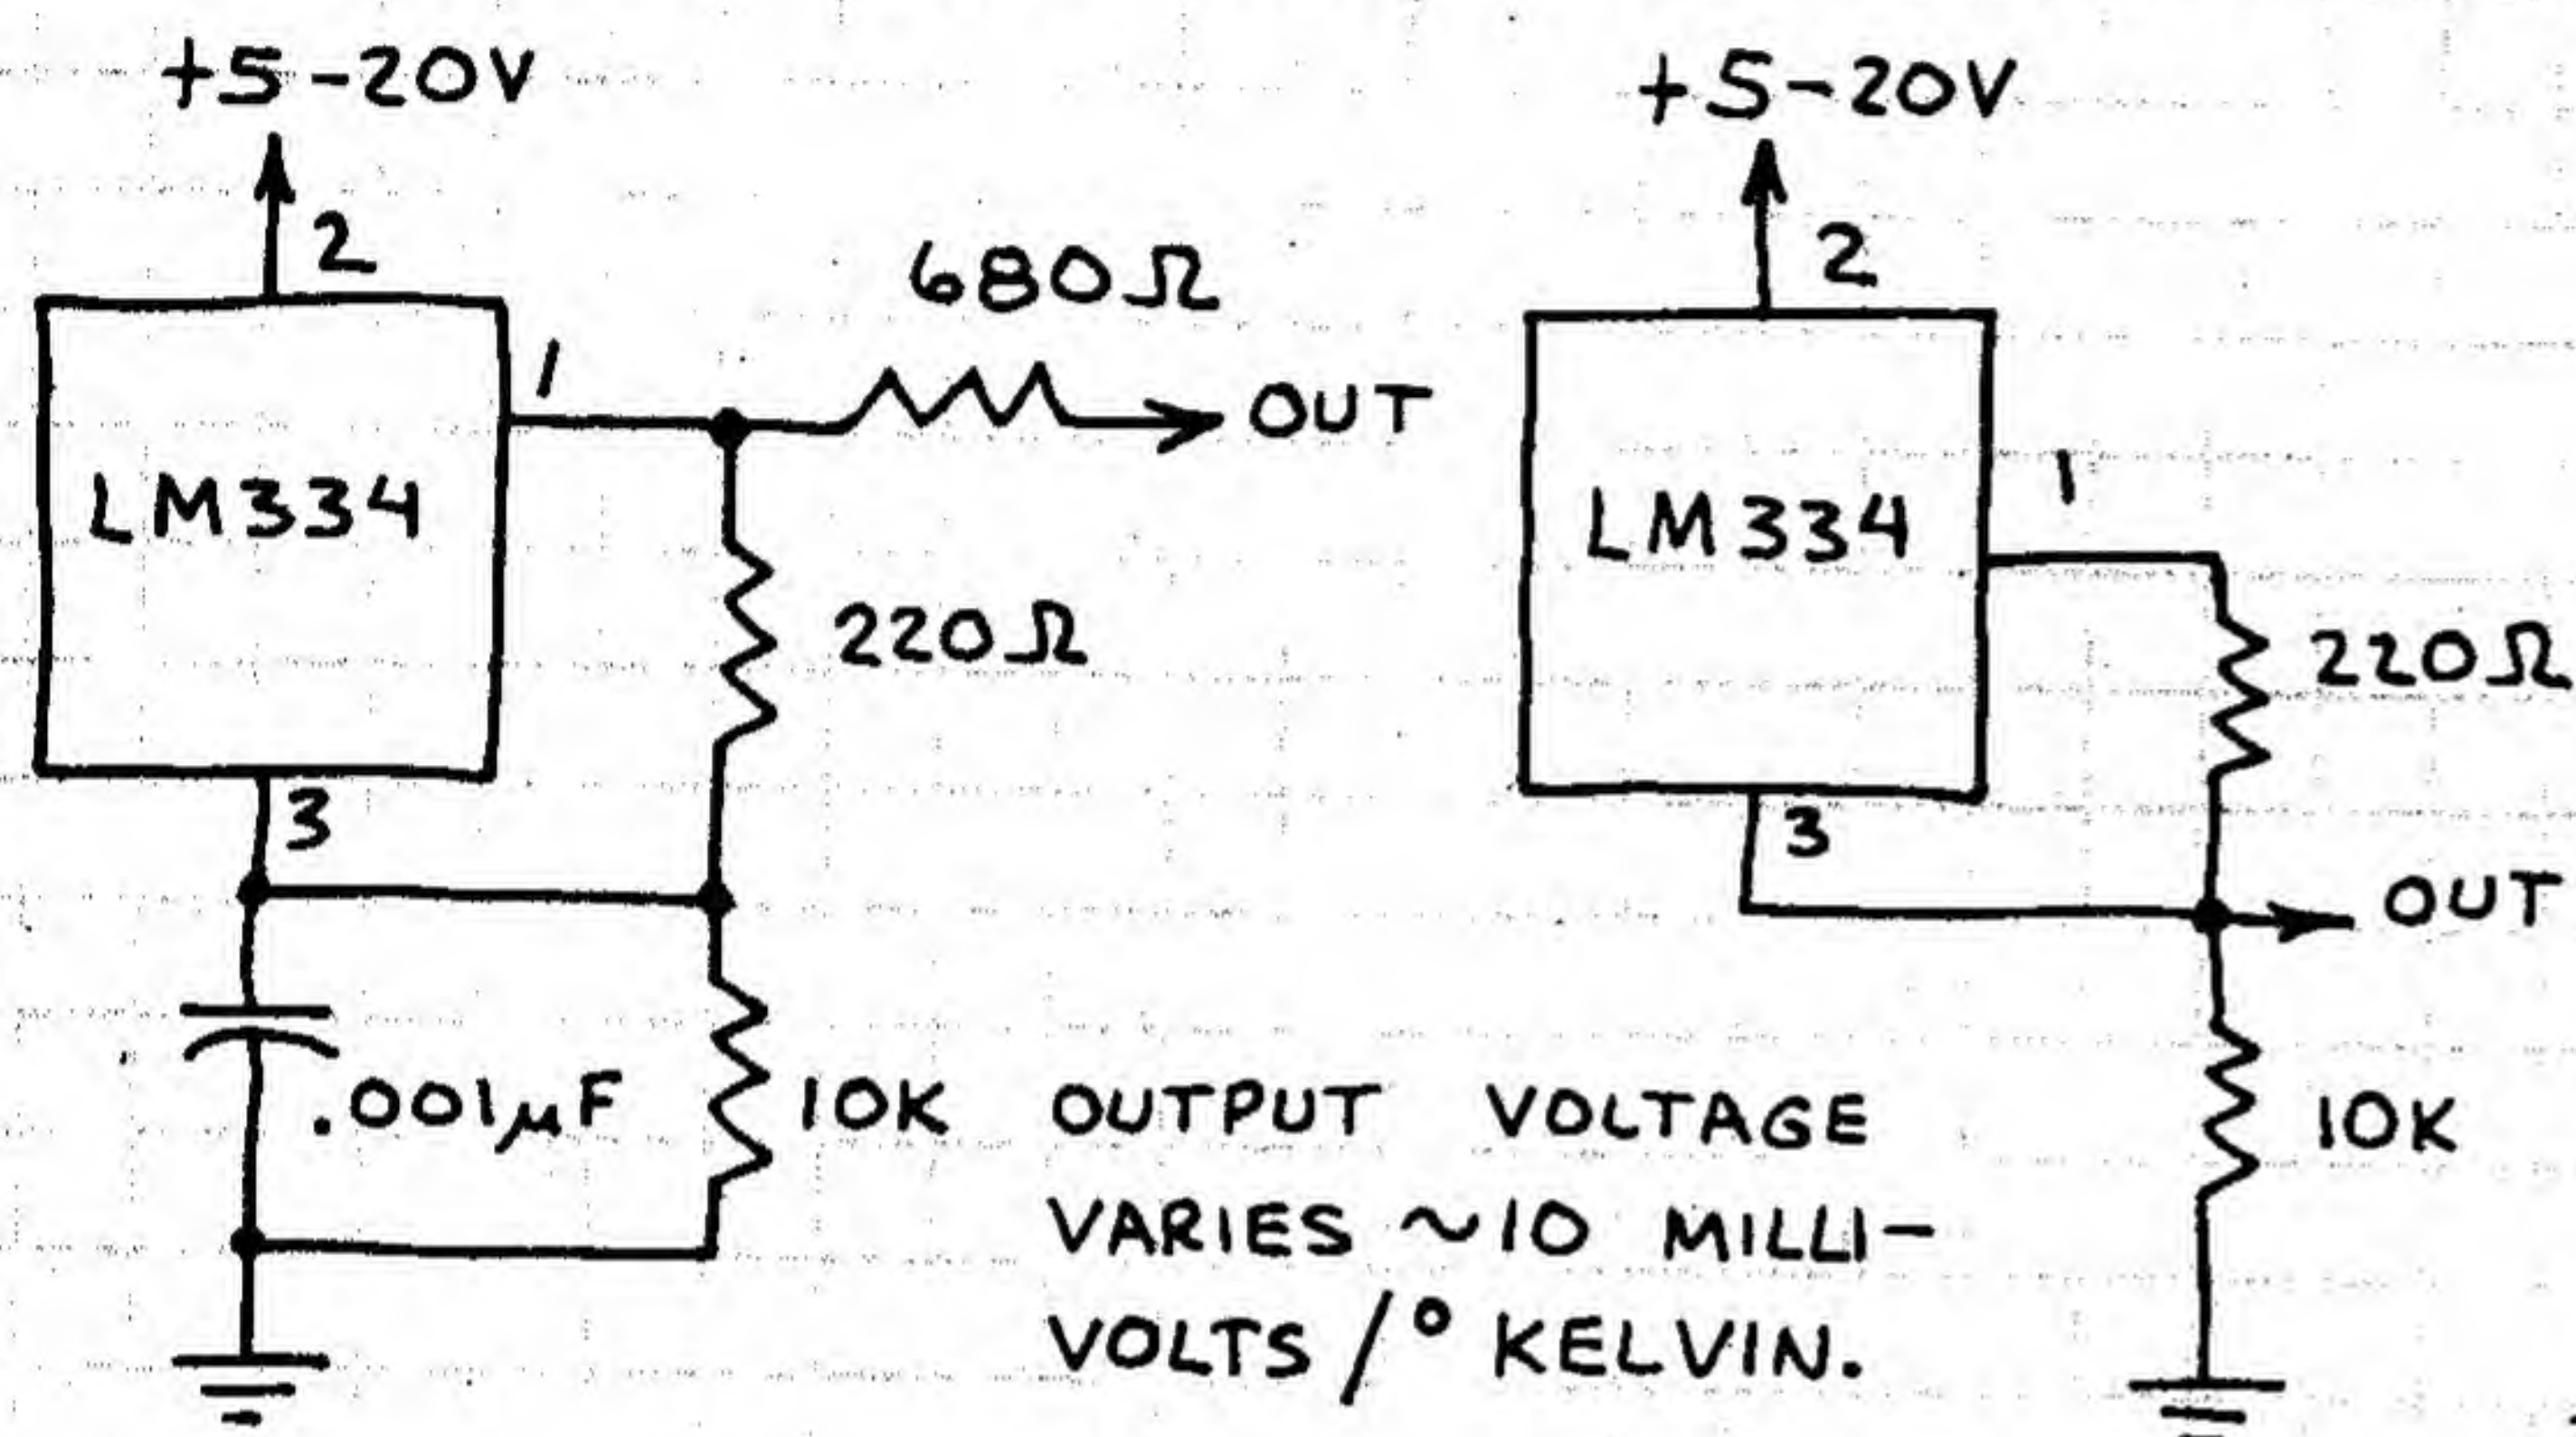 +5-20V
2
LM334
1
680Ω
OUT
220Ω
3
.001µF
10K
+5-20V
2
LM334
1
220Ω
3
OUT
10K
OUTPUT VOLTAGE
VARIES ~10 MILLI-
VOLTS/° KELVIN.